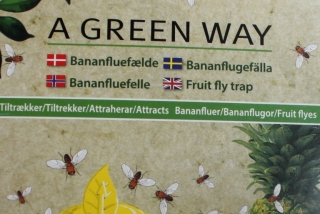 A GREEN WAY
Bananfluefælde Bananflugefälla
Bananfluefelle Fruit fly trap
Tiltrækker/Tiltrekker/Attraherar/Attracts Bananfluer/Bananflugor/Fruit flyes